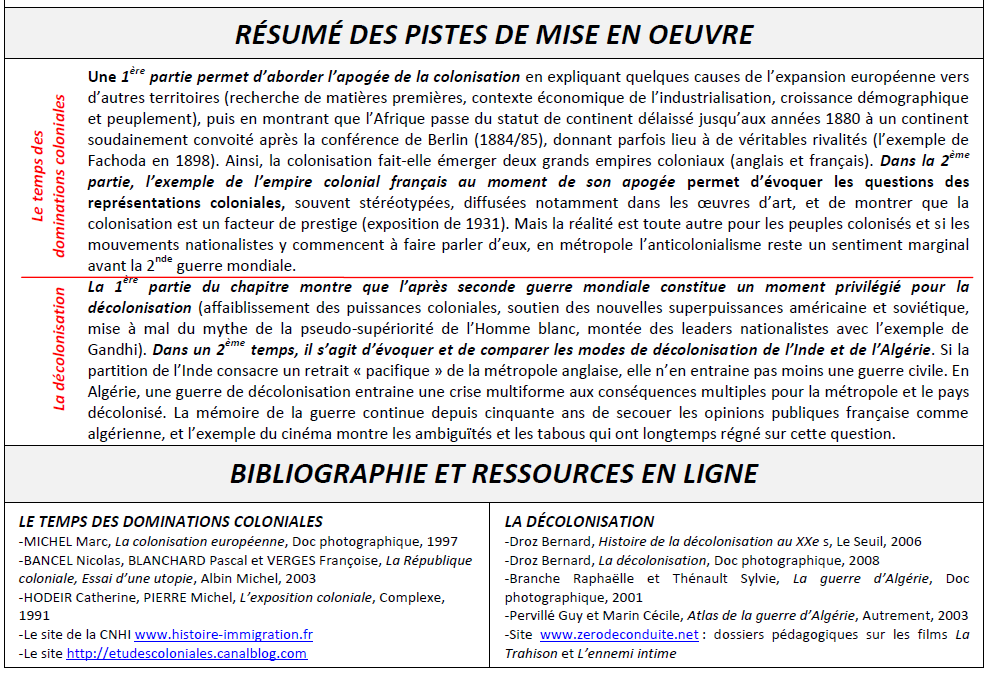 RÉSUMÉ DES PISTES DE MISE EN OEUVRE
Le temps des
dominations coloniales
Une 1ère partie permet d’aborder l’apogée de la colonisation en expliquant quelques causes de l’expansion européenne vers
d’autres territoires (recherche de matières premières, contexte économique de l’industrialisation, croissance démographique
et peuplement), puis en montrant que l’Afrique passe du statut de continent délaissé jusqu’aux années 1880 à un continent
soudainement convoité après la conférence de Berlin (1884/85), donnant parfois lieu à de véritables rivalités (l’exemple de
Fachoda en 1898). Ainsi, la colonisation fait-elle émerger deux grands empires coloniaux (anglais et français). Dans la 2ème
partie, l’exemple de l’empire colonial français au moment de son apogée permet d’évoquer les questions des
représentations coloniales, souvent stéréotypées, diffusées notamment dans les œuvres d’art, et de montrer que la
colonisation est un facteur de prestige (exposition de 1931). Mais la réalité est toute autre pour les peuples colonisés et si les
mouvements nationalistes y commencent à faire parler d’eux, en métropole l’anticolonialisme reste un sentiment marginal
avant la 2nde guerre mondiale.
La décolonisation
La 1ère partie du chapitre montre que l’après seconde guerre mondiale constitue un moment privilégié pour la
décolonisation (affaiblissement des puissances coloniales, soutien des nouvelles superpuissances américaine et soviétique,
mise à mal du mythe de la pseudo-supériorité de l’Homme blanc, montée des leaders nationalistes avec l’exemple de
Gandhi). Dans un 2ème temps, il s’agit d’évoquer et de comparer les modes de décolonisation de l’Inde et de l’Algérie. Si la
partition de l’Inde consacre un retrait « pacifique » de la métropole anglaise, elle n’en entraine pas moins une guerre civile. En
Algérie, une guerre de décolonisation entraine une crise multiforme aux conséquences multiples pour la métropole et le pays
décolonisé. La mémoire de la guerre continue depuis cinquante ans de secouer les opinions publiques française comme
algérienne, et l’exemple du cinéma montre les ambiguïtés et les tabous qui ont longtemps régné sur cette question.
BIBLIOGRAPHIE ET RESSOURCES EN LIGNE
LE TEMPS DES DOMINATIONS COLONIALES
-MICHEL Marc, La colonisation européenne, Doc photographique, 1997
-BANCEL Nicolas, BLANCHARD Pascal et VERGES Françoise, La République
coloniale, Essai d’une utopie, Albin Michel, 2003
-HODEIR Catherine, PIERRE Michel, L’exposition coloniale, Complexe,
1991
-Le site de la CNHI www.histoire-immigration.fr
-Le site http://etudescoloniales.canalblog.com
LA DÉCOLONISATION
-Droz Bernard, Histoire de la décolonisation au XXe s, Le Seuil, 2006
-Droz Bernard, La décolonisation, Doc photographique, 2008
-Branche Raphaëlle et Thénault Sylvie, La guerre d’Algérie, Doc
photographique, 2001
-Pervillé Guy et Marin Cécile, Atlas de la guerre d’Algérie, Autrement, 2003
-Site www.zerodeconduite.net : dossiers pédagogiques sur les films La
Trahison et L’ennemi intime